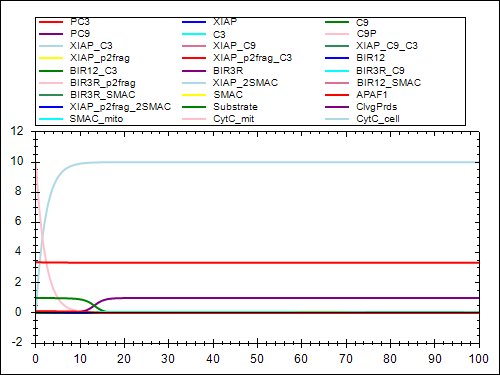 PC3 XIAP C9
PC9 C3 C9P
XIAP_C3 XIAP_C9 XIAP_C9_C3
XIAP_p2frag XIAP_p2frag_C3 BIR12
BIR12_C3 BIR3R BIR3R_C9
BIR3R_p2frag XIAP_2SMAC BIR12_SMAC
BIR3R_SMAC SMAC APAF1
XIAP_p2frag_2SMAC Substrate ClvgPrds
SMAC_mito CytC_mit CytC_cell
12
10
8
6
4
2
0
-2
0 10 20 30 40 50 60 70 80 90 100